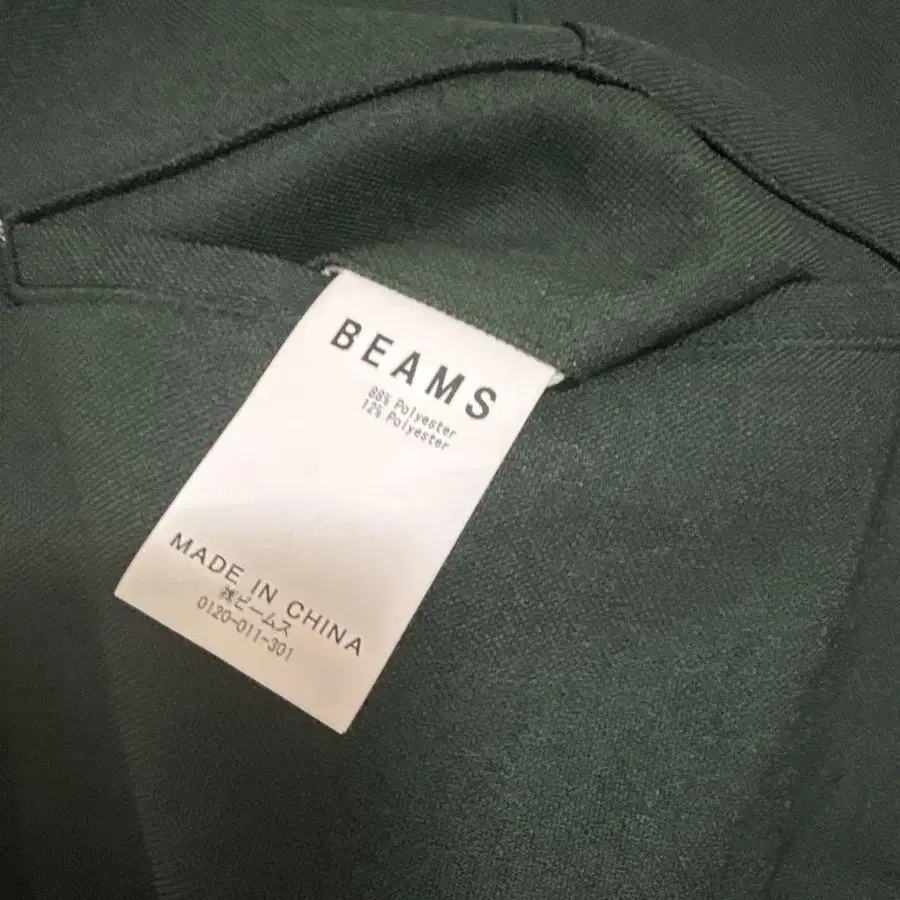 BEAMS
88% Polyester
12% Polyester
MADE IN CHINA
㈱ビームス
0120-011-301